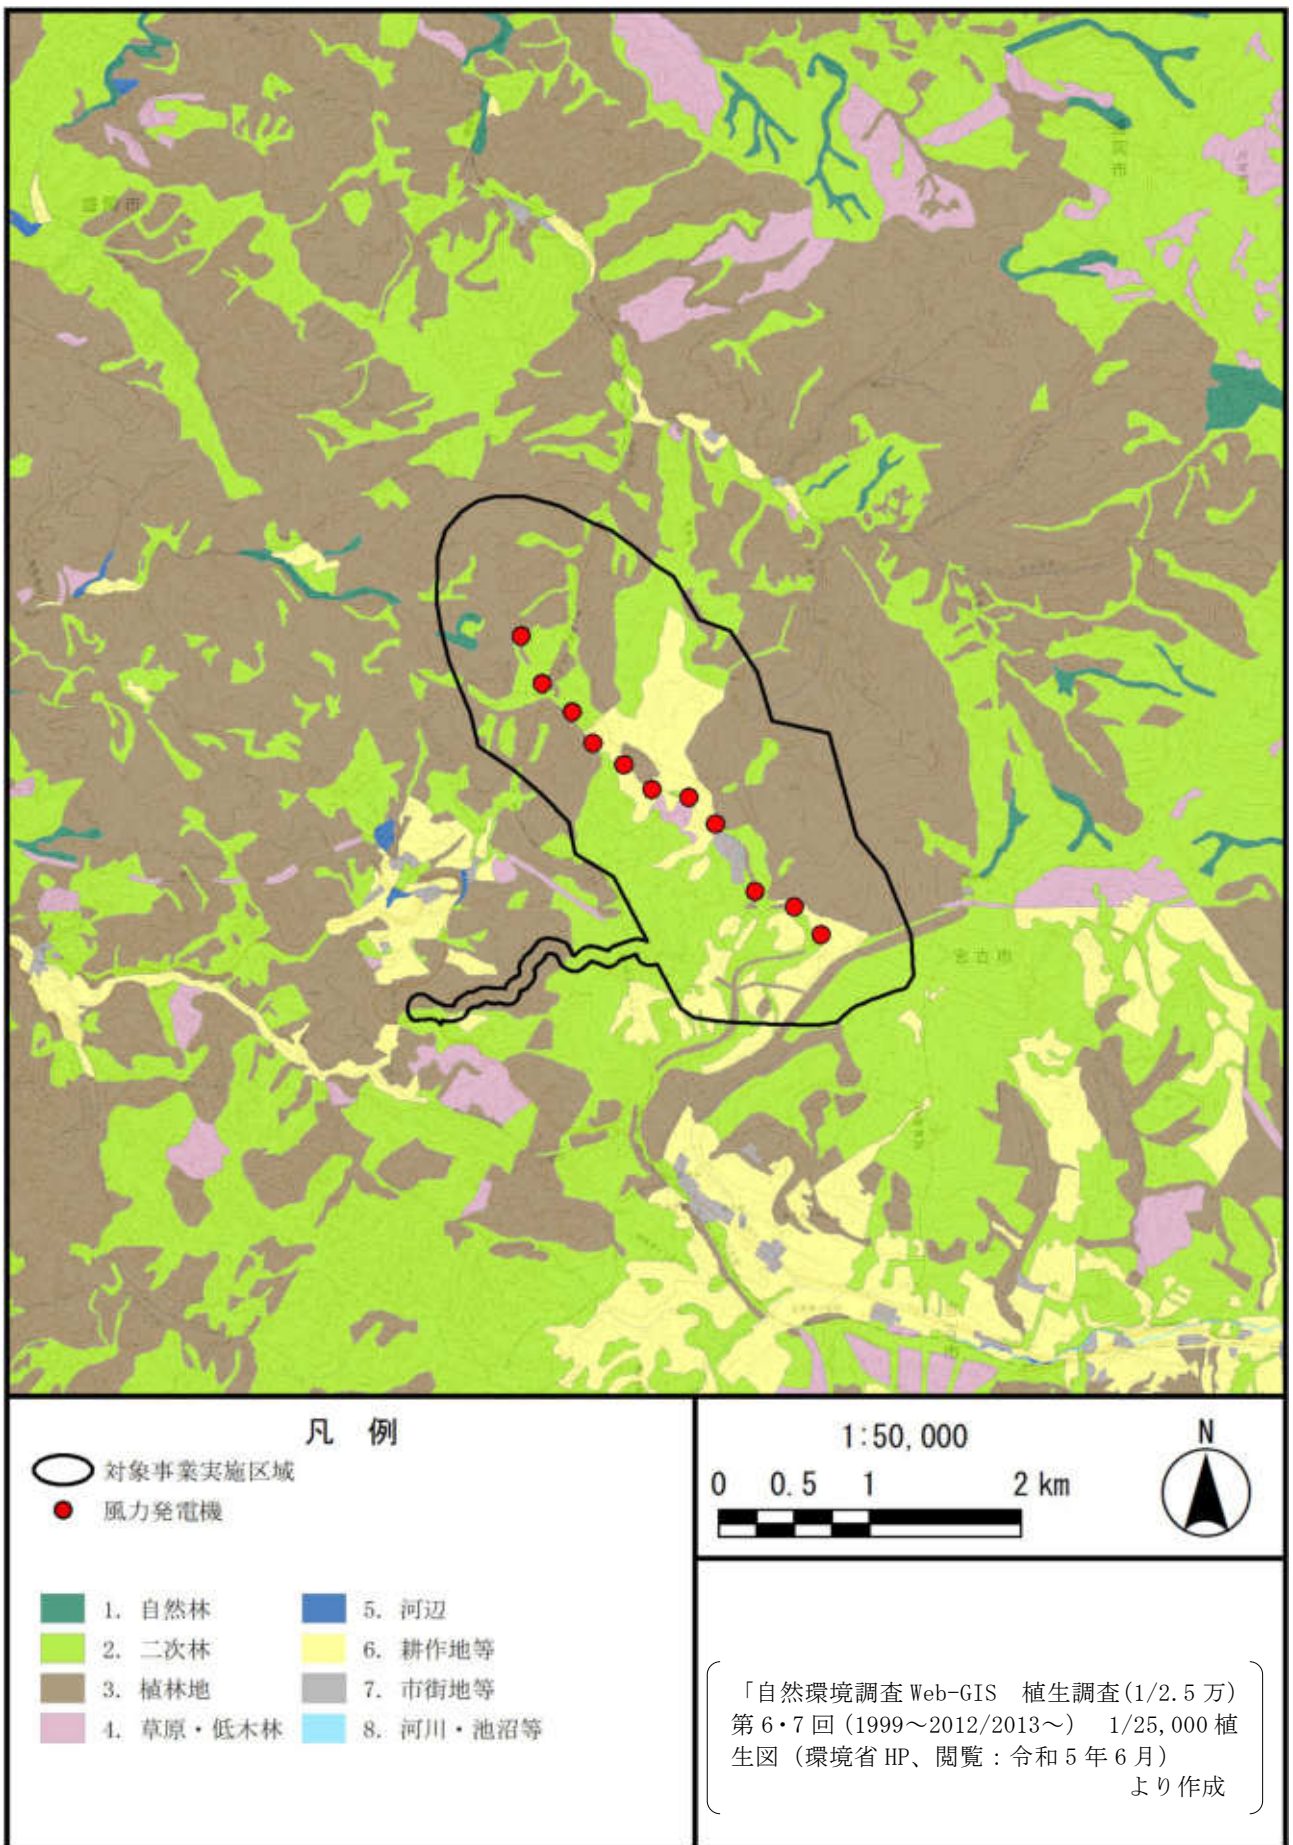 盛岡市
宮古市
凡 例
対象事業実施区域
風力発電機
1. 自然林
2. 二次林
3. 植林地
4. 草原・低木林
5. 河辺
6. 耕作地等
7. 市街地等
8. 河川・池沼等
1:50,000
0 0.5 1 2 km
N
「自然環境調査 Web-GIS 植生調査(1/2.5 万)
第 6・7 回 (1999～2012/2013～) 1/25,000 植
生図（環境省 HP、閲覧：令和 5 年 6 月）
より作成